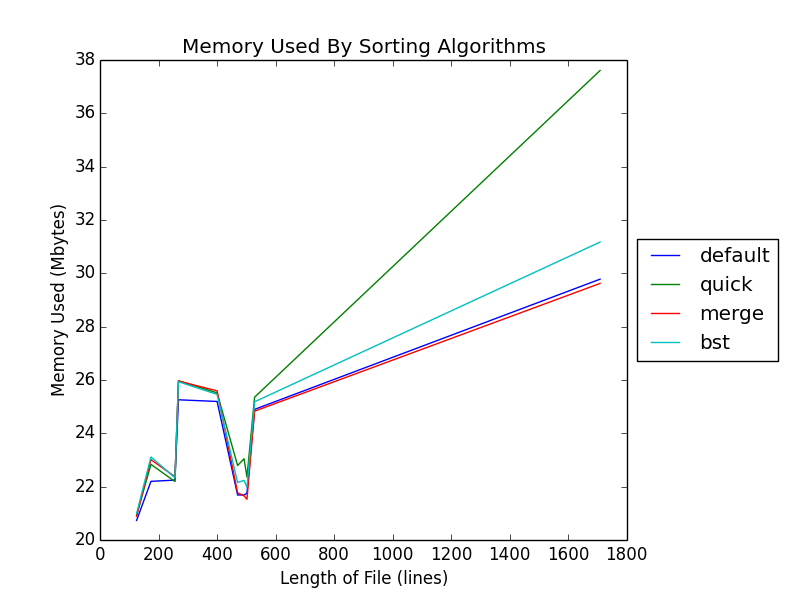 Memory Used By Sorting Algorithms
Memory Used (Mbytes)
38
36
34
32
30
28
26
24
22
20
0 200 400 600 800 1000 1200 1400 1600 1800
Length of File (lines)
default
quick
merge
bst